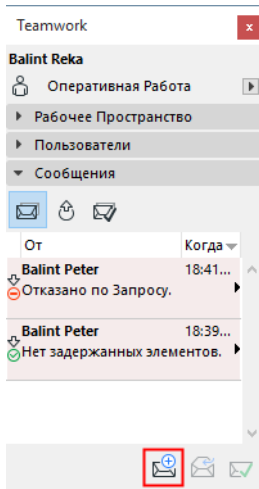 Teamwork
Balint Reka
Оперативная Работа
Рабочее Пространство
Пользователи
Сообщения
От Когда
Balint Peter 18:41...
Отказано по Запросу.
Balint Peter 18:39...
Нет задержанных элементов.